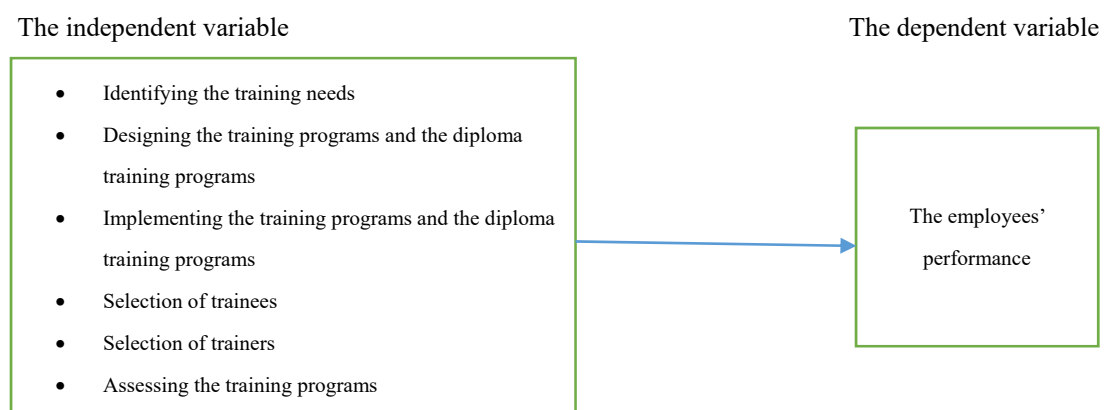 The independent variable
The dependent variable
• Identifying the training needs
• Designing the training programs and the diploma
training programs
• Implementing the training programs and the diploma
training programs
• Selection of trainees
• Selection of trainers
• Assessing the training programs
The employees’
performance